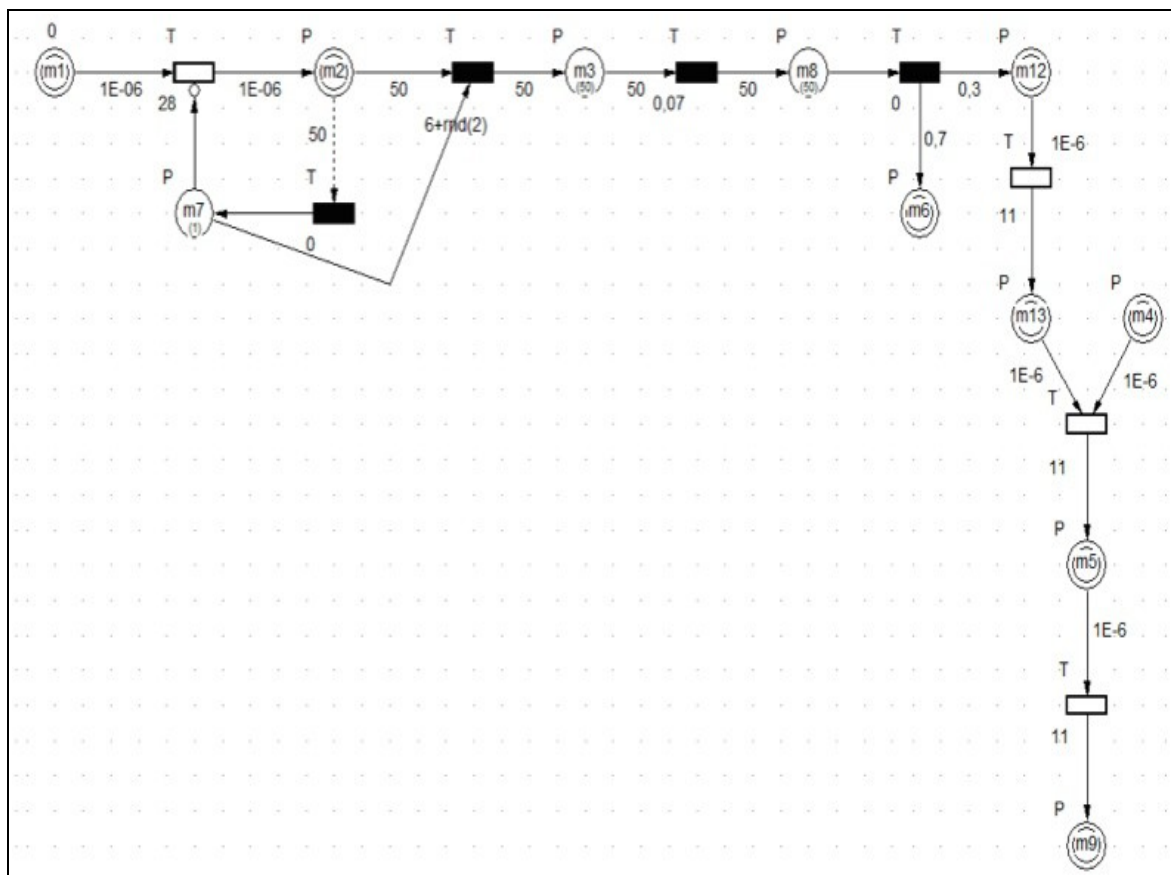 0
T P T P T P T P
(m1) (m2) m3 m8 m12
(50) (50)
1E-06 28 1E-06 50 50 50 0,07 50 0 0,3
50 6+rnd(2) 0,7 T 1E-6
P T P
m7 m6 11
(1) 0
P P
m13 (m4)
1E-6 1E-6
T
11
P
(m5)
1E-6
T
11
P
(m9)